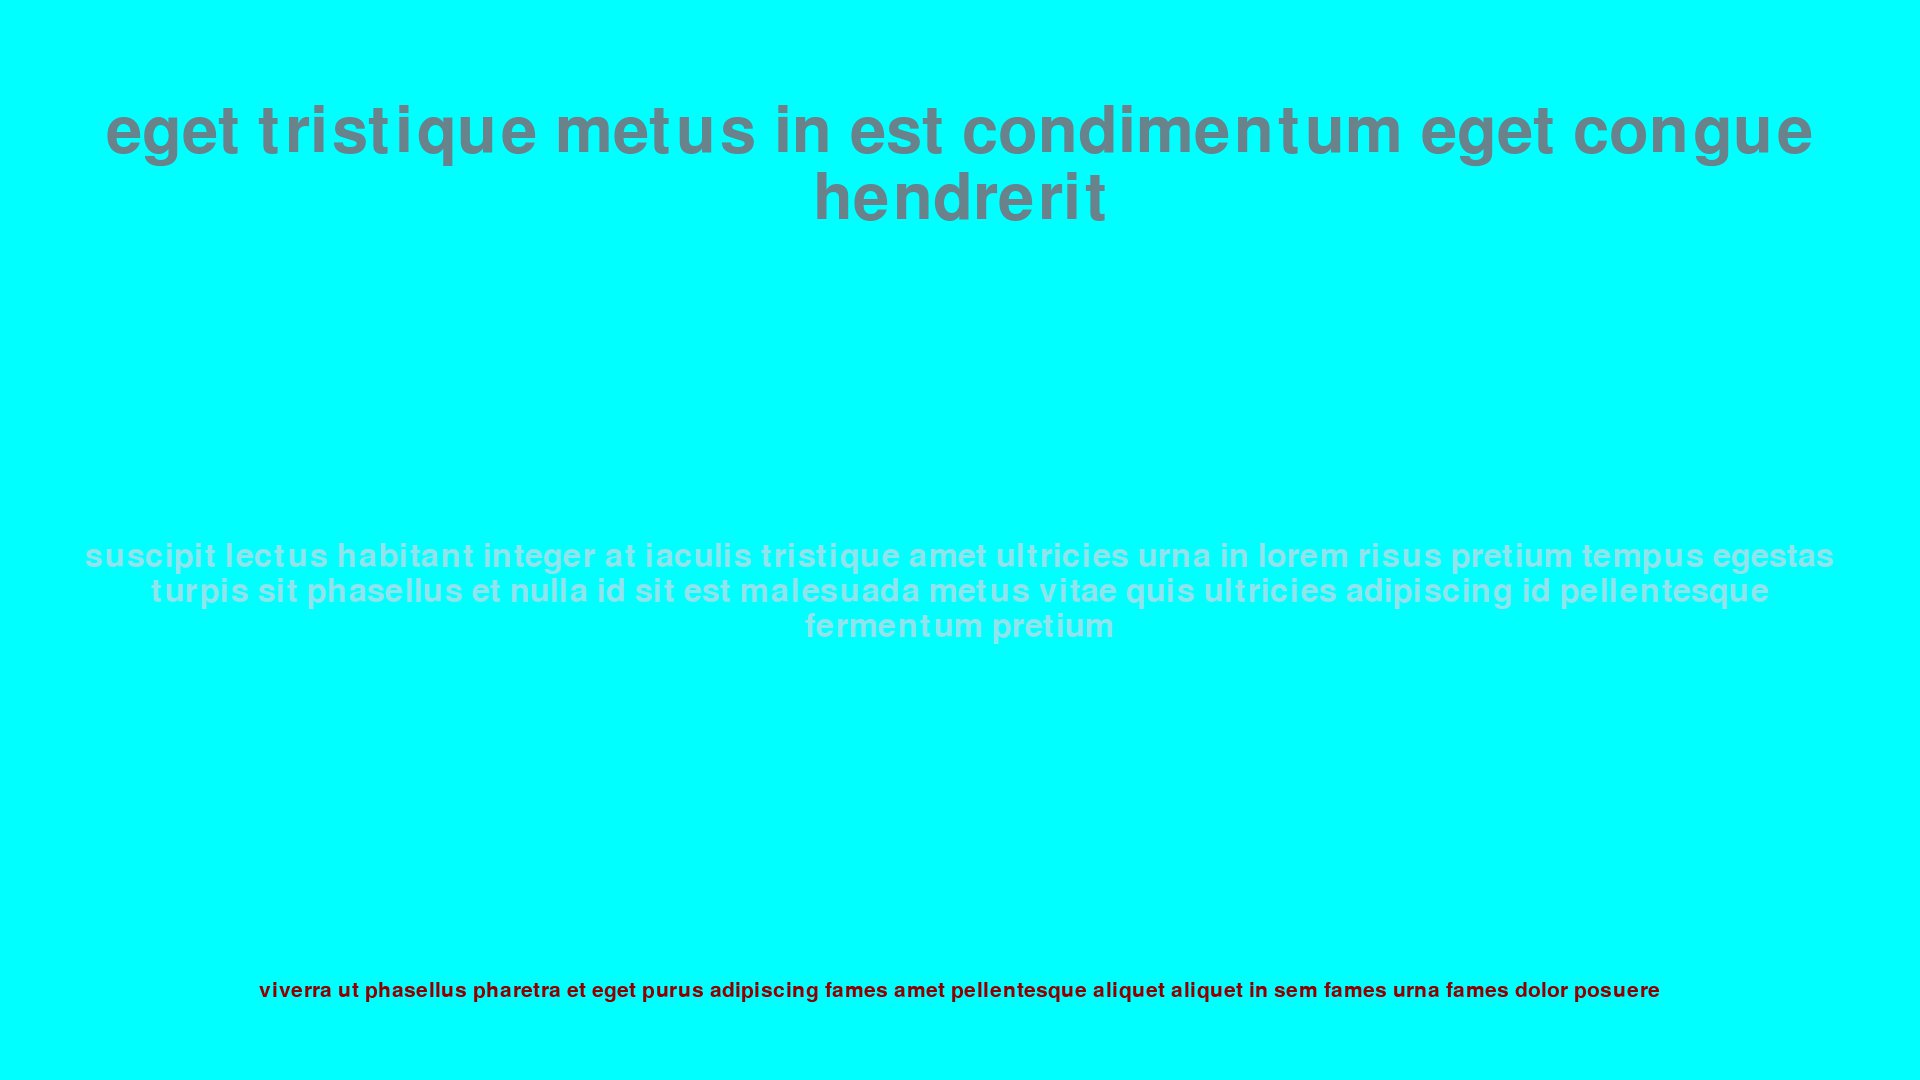 eget tristique metus in est condimentum eget congue
hendrerit
suscipit lectus habitant integer at iaculis tristique amet ultricies urna in lorem risus pretium tempus egestas
turpis sit phasellus et nulla id sit est malesuada metus vitae quis ultricies adipiscing id pellentesque
fermentum pretium
viverra ut phasellus pharetra et eget purus adipiscing fames amet pellentesque aliquet aliquet in sem fames urna fames dolor posuere